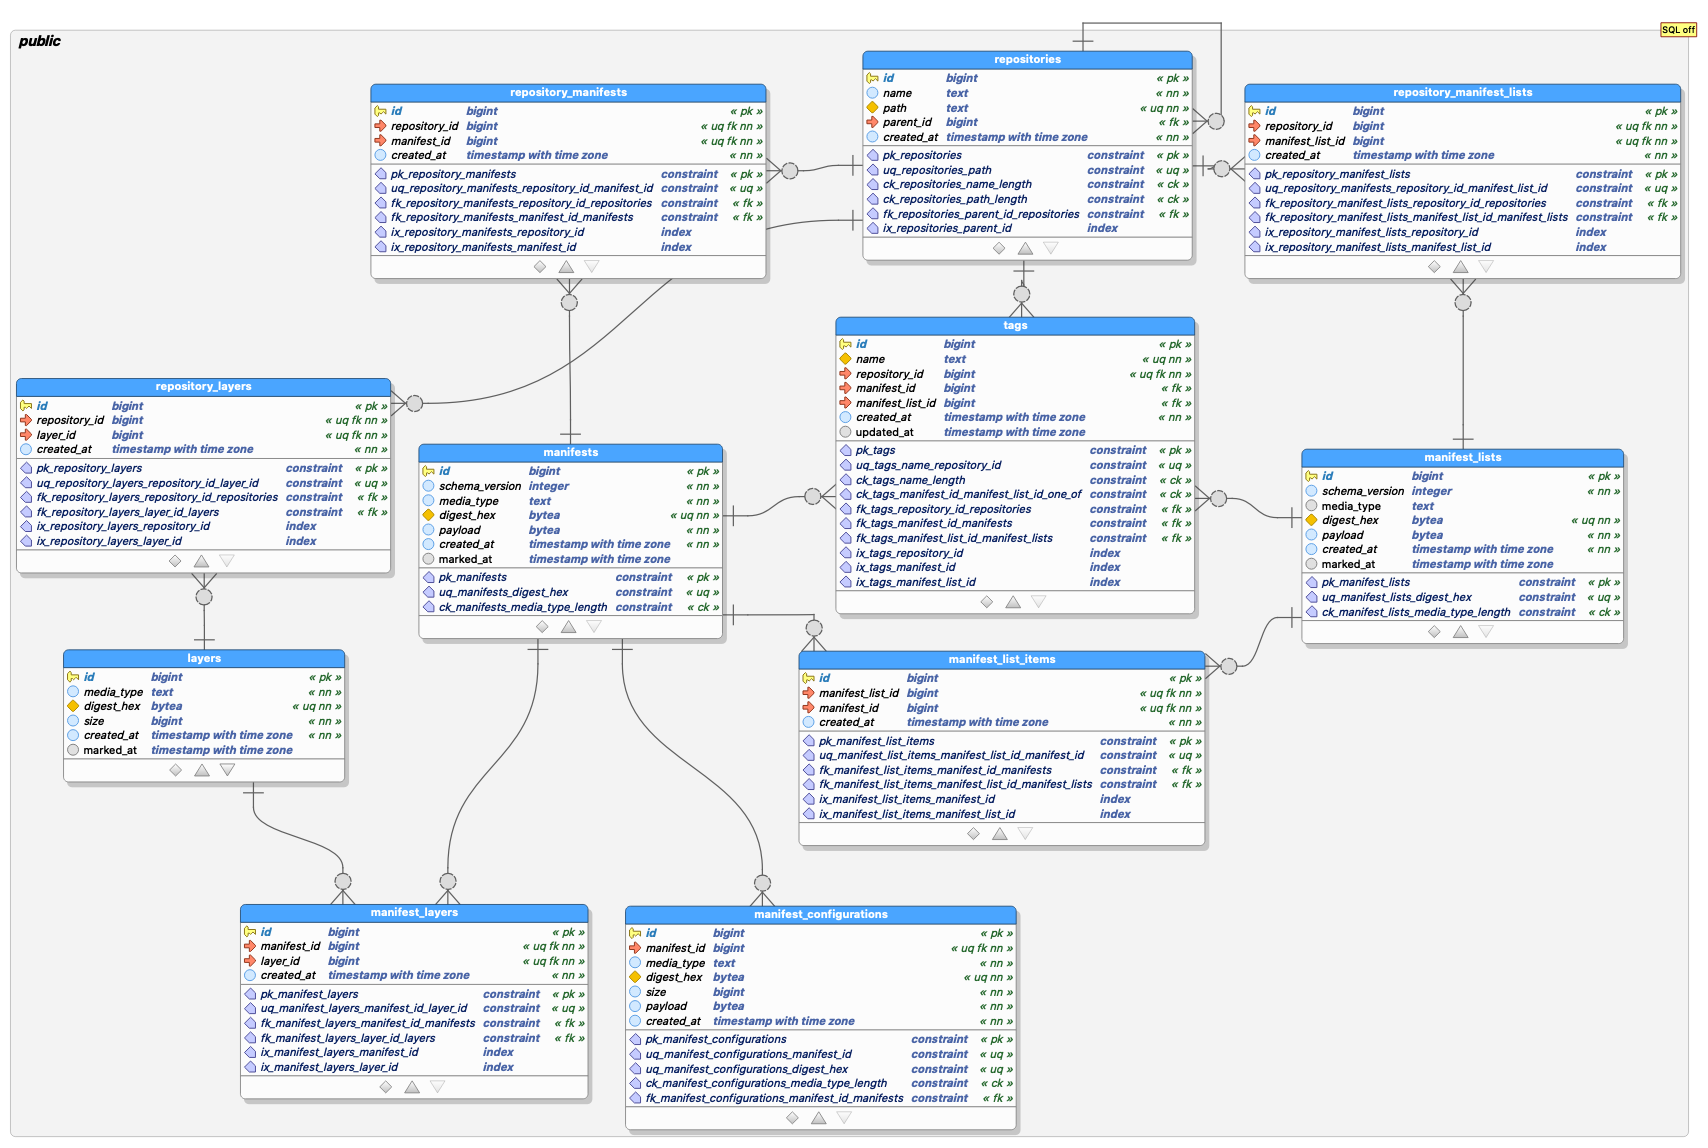 SQL off
public
repositories
id bigint « pk »
name text « nn »
path text « uq nn »
parent_id bigint « fk »
created_at timestamp with time zone « nn »
pk_repositories constraint « pk »
uq_repositories_path constraint « uq »
ck_repositories_name_length constraint « ck »
ck_repositories_path_length constraint « ck »
fk_repositories_parent_id_repositories constraint « fk »
ix_repositories_parent_id index
repository_manifests
id bigint « pk »
repository_id bigint « uq fk nn »
manifest_id bigint « uq fk nn »
created_at timestamp with time zone « nn »
pk_repository_manifests constraint « pk »
uq_repository_manifests_repository_id_manifest_id constraint « uq »
fk_repository_manifests_repository_id_repositories constraint « fk »
fk_repository_manifests_manifest_id_manifests constraint « fk »
ix_repository_manifests_repository_id index
ix_repository_manifests_manifest_id index
repository_manifest_lists
id bigint « pk »
repository_id bigint « uq fk nn »
manifest_list_id bigint « uq fk nn »
created_at timestamp with time zone « nn »
pk_repository_manifest_lists constraint « pk »
uq_repository_manifests_repository_id_manifest_list_id constraint « uq »
fk_repository_manifest_lists_repository_id_repositories constraint « fk »
fk_repository_manifest_lists_manifest_list_id_manifest_lists constraint « fk »
ix_repository_manifest_lists_repository_id index
ix_repository_manifest_lists_manifest_list_id index
tags
id bigint « pk »
name text « uq nn »
repository_id bigint « uq fk nn »
manifest_id bigint « fk »
manifest_list_id bigint « fk »
created_at timestamp with time zone « nn »
updated_at timestamp with time zone
pk_tags constraint « pk »
uq_tags_name_repository_id constraint « uq »
ck_tags_name_length constraint « ck »
ck_tags_manifest_id_manifest_list_id_one_of constraint « ck »
fk_tags_repository_id_repositories constraint « fk »
fk_tags_manifest_id_manifests constraint « fk »
fk_tags_manifest_list_id_manifest_lists constraint « fk »
ix_tags_repository_id index
ix_tags_manifest_id index
ix_tags_manifest_list_id index
repository_layers
id bigint « pk »
repository_id bigint « uq fk nn »
layer_id bigint « uq fk nn »
created_at timestamp with time zone « nn »
pk_repository_layers constraint « pk »
uq_repository_layers_repository_id_layer_id constraint « uq »
fk_repository_layers_repository_id_repositories constraint « fk »
fk_repository_layers_layer_id_layers constraint « fk »
ix_repository_layers_repository_id index
ix_repository_layers_layer_id index
manifests
id bigint « pk »
schema_version integer « nn »
media_type text « nn »
digest_hex bytea « uq nn »
payload bytea « nn »
created_at timestamp with time zone « nn »
marked_at timestamp with time zone
pk_manifests constraint « pk »
uq_manifests_digest_hex constraint « uq »
ck_manifests_media_type_length constraint « ck »
manifest_lists
id bigint « pk »
schema_version integer « nn »
media_type text
digest_hex bytea « uq nn »
payload bytea « nn »
created_at timestamp with time zone « nn »
marked_at timestamp with time zone
pk_manifest_lists constraint « pk »
uq_manifest_lists_digest_hex constraint « uq »
ck_manifest_lists_media_type_length constraint « ck »
layers
id bigint « pk »
media_type text « nn »
digest_hex bytea « uq nn »
size bigint « nn »
created_at timestamp with time zone « nn »
marked_at timestamp with time zone
manifest_list_items
id bigint « pk »
manifest_list_id bigint « uq fk nn »
manifest_id bigint « uq fk nn »
created_at timestamp with time zone « nn »
pk_manifest_list_items constraint « pk »
uq_manifest_list_items_manifest_list_id_manifest_id constraint « uq »
fk_manifest_list_items_manifest_id_manifests constraint « fk »
fk_manifest_list_items_manifest_list_id_manifest_lists constraint « fk »
ix_manifest_list_items_manifest_id index
ix_manifest_list_items_manifest_list_id index
manifest_layers
id bigint « pk »
manifest_id bigint « uq fk nn »
layer_id bigint « uq fk nn »
created_at timestamp with time zone « nn »
pk_manifest_layers constraint « pk »
uq_manifest_layers_manifest_id_layer_id constraint « uq »
fk_manifest_layers_manifest_id_manifests constraint « fk »
fk_manifest_layers_layer_id_layers constraint « fk »
ix_manifest_layers_manifest_id index
ix_manifest_layers_layer_id index
manifest_configurations
id bigint « pk »
manifest_id bigint « uq fk nn »
media_type text « nn »
digest_hex bytea « uq nn »
size bigint « nn »
payload bytea « nn »
created_at timestamp with time zone « nn »
pk_manifest_configurations constraint « pk »
uq_manifest_configurations_manifest_id constraint « uq »
uq_manifest_configurations_digest_hex constraint « uq »
ck_manifest_configurations_media_type_length constraint « ck »
fk_manifest_configurations_manifest_id_manifests constraint « fk »